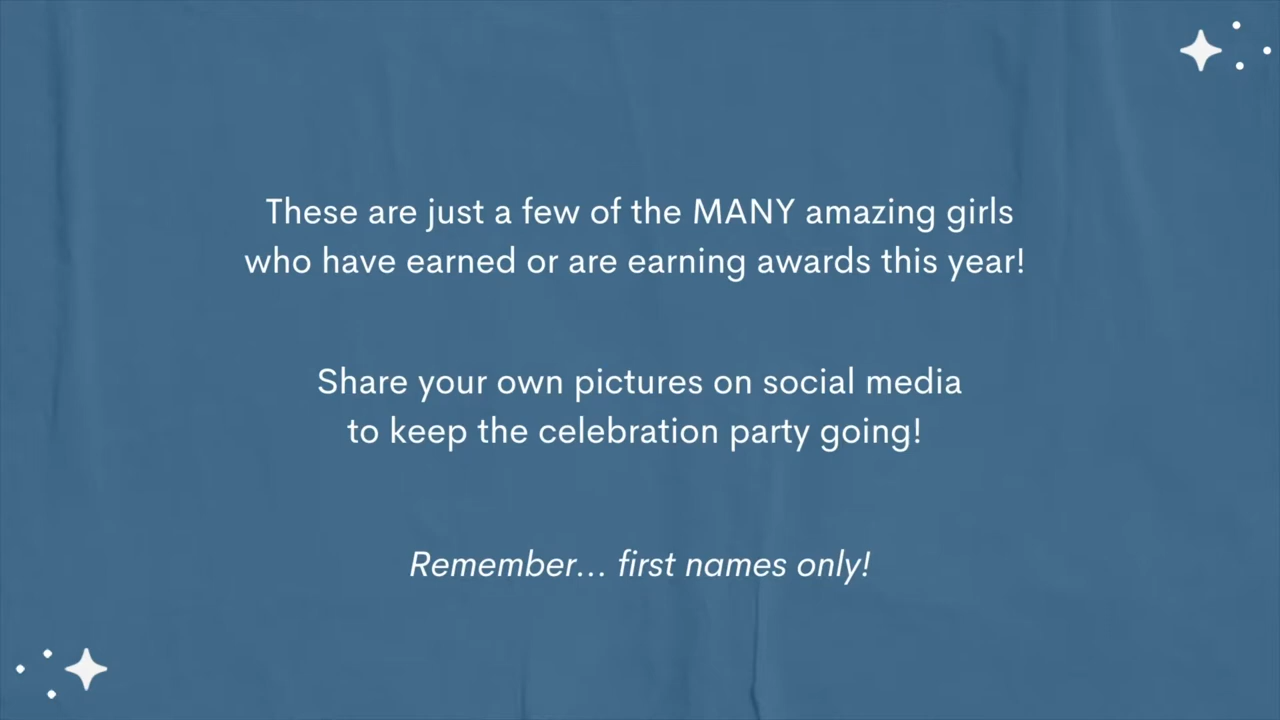 These are just a few of the MANY amazing girls
who have earned or are earning awards this year!
Share your own pictures on social media
to keep the celebration party going!
Remember... first names only!